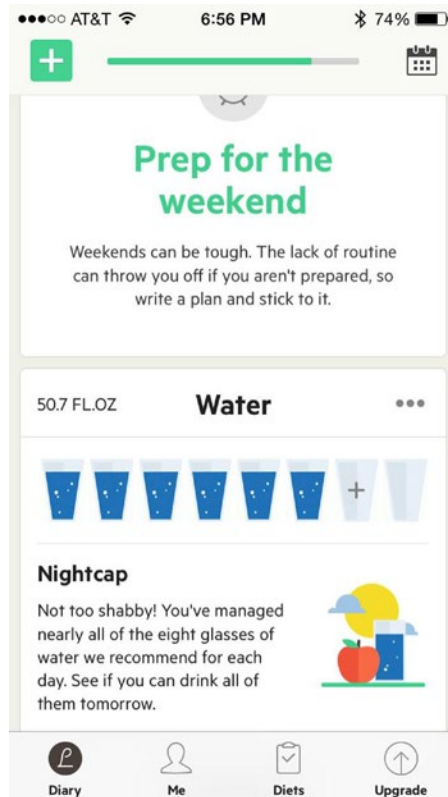 AT&T 6:56 PM 74%
Prep for the
weekend
Weekends can be tough. The lack of routine
can throw you off if you aren't prepared, so
write a plan and stick to it.
50.7 FL.OZ Water
Nightcap
Not too shabby! You've managed
nearly all of the eight glasses of
water we recommend for each
day. See if you can drink all of
them tomorrow.
Diary Me Diets Upgrade